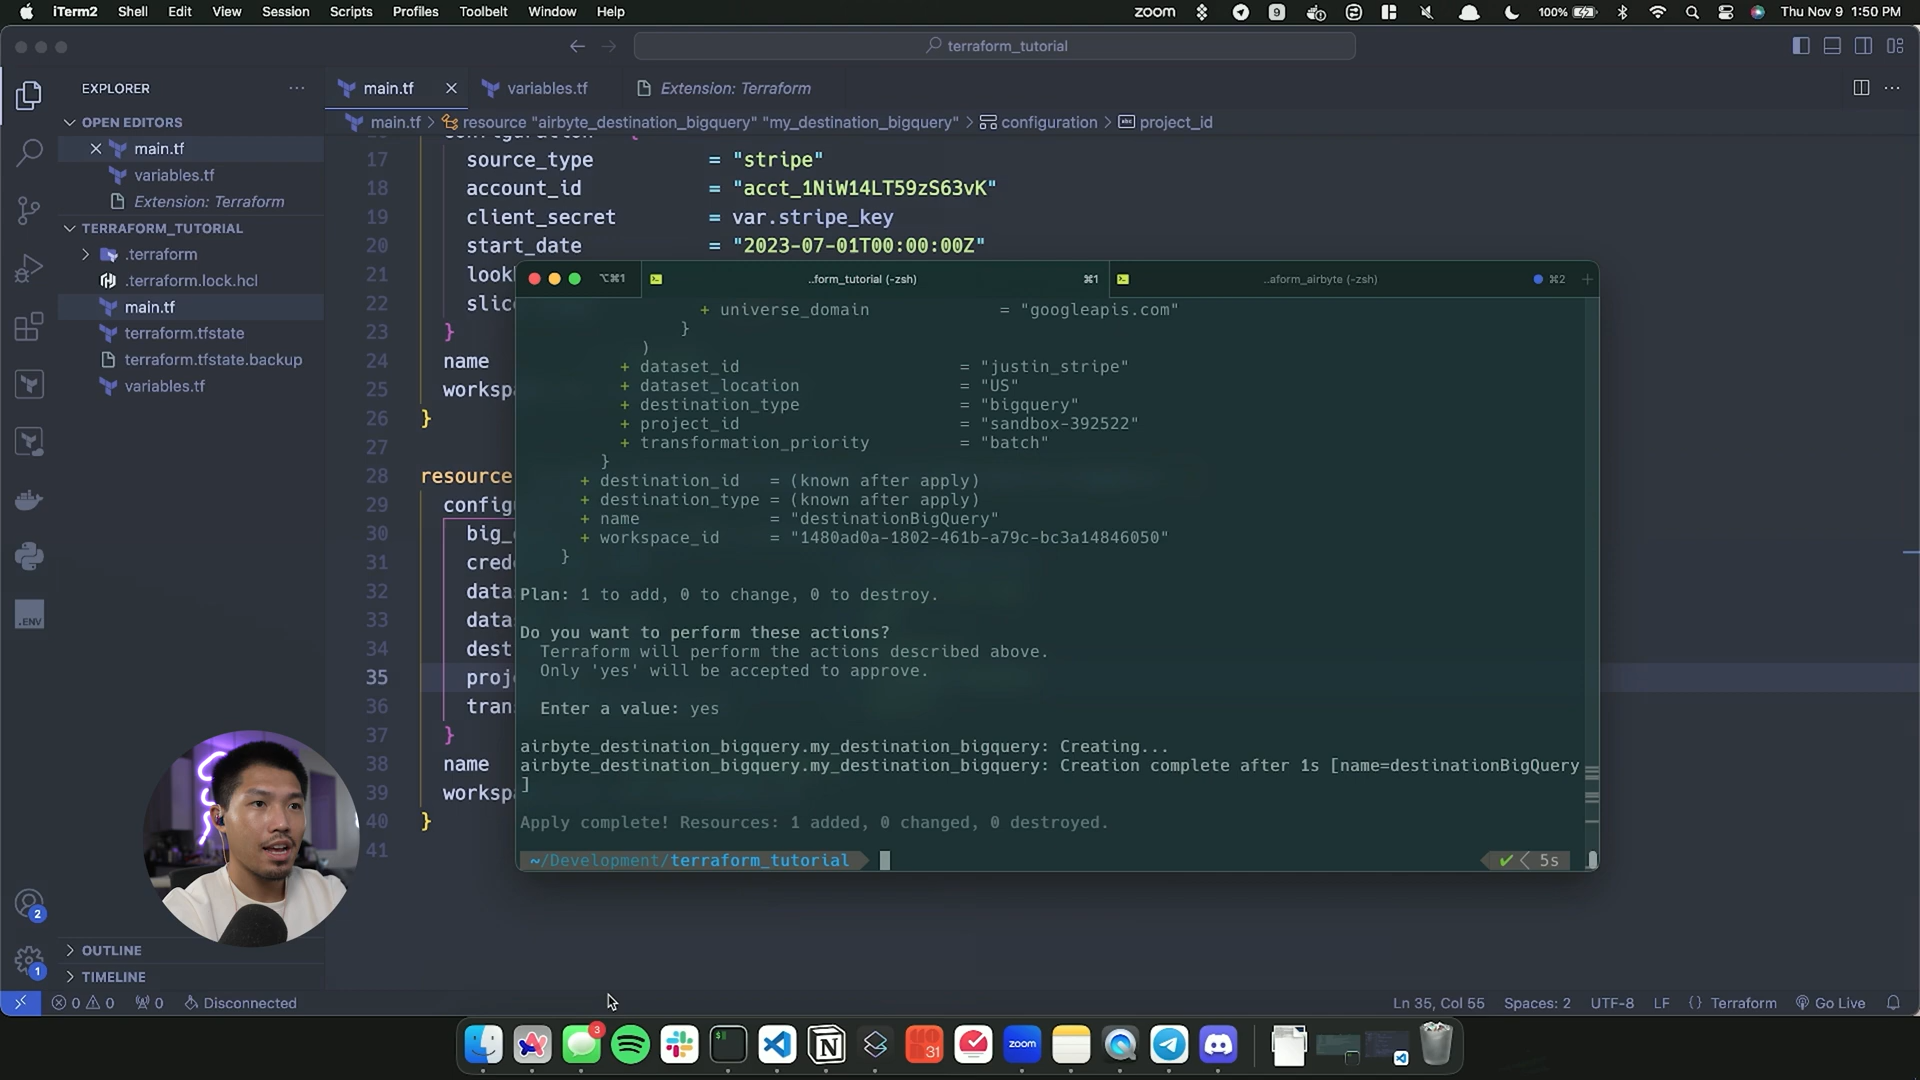 iTerm2 Shell Edit View Session Scripts Profiles Toolbelt Window Help
zoom 9 100% Thu Nov 9 1:50 PM
terraform_tutorial
EXPLORER
main.tf
variables.tf
Extension: Terraform
OPEN EDITORS
main.tf
variables.tf
Extension: Terraform
TERRAFORM_TUTORIAL
.terraform
.terraform.lock.hcl
main.tf
terraform.tfstate
terraform.tfstate.backup
variables.tf
.ENV
2
1
OUTLINE
TIMELINE
main.tf > resource "airbyte_destination_bigquery" "my_destination_bigquery" > configuration > project_id
17 source_type = "stripe"
18 account_id = "acct_1NiW14LT59zS63vK"
19 client_secret = var.stripe_key
20 start_date = "2023-07-01T00:00:00Z"
21 look
22 slic
23 }
24 name
25 worksp
26 }
27
28 resource
29 config
30 big_
31 crede
32 data
33 data
34 dest
35 proj
36 tran
37 }
38 name
39 worksp
40 }
41
⌥⌘1
..form_tutorial (-zsh) ⌘1
..aform_airbyte (-zsh) ⌘2 +
+ universe_domain = "googleapis.com"
}
)
+ dataset_id = "justin_stripe"
+ dataset_location = "US"
+ destination_type = "bigquery"
+ project_id = "sandbox-392522"
+ transformation_priority = "batch"
}
+ destination_id = (known after apply)
+ destination_type = (known after apply)
+ name = "destinationBigQuery"
+ workspace_id = "1480ad0a-1802-461b-a79c-bc3a14846050"
}
Plan: 1 to add, 0 to change, 0 to destroy.
Do you want to perform these actions?
Terraform will perform the actions described above.
Only 'yes' will be accepted to approve.
Enter a value: yes
airbyte_destination_bigquery.my_destination_bigquery: Creating...
airbyte_destination_bigquery.my_destination_bigquery: Creation complete after 1s [name=destinationBigQuery
]
Apply complete! Resources: 1 added, 0 changed, 0 destroyed.
~/Development/terraform_tutorial
✔ 5s
0 0 0 Disconnected
Ln 35, Col 55 Spaces: 2 UTF-8 LF {} Terraform Go Live
3
31
zoom